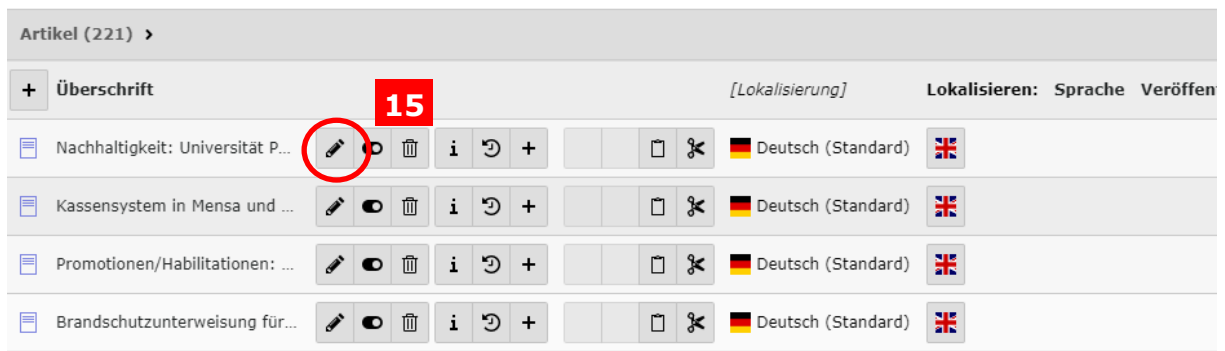 Artikel (221)
Überschrift [Lokalisierung] Lokalisieren: Sprache Veröffen
15
Nachhaltigkeit: Universität P... Deutsch (Standard)
Kassensystem in Mensa und ... Deutsch (Standard)
Promotionen/Habilitationen: ... Deutsch (Standard)
Brandschutzunterweisung für... Deutsch (Standard)